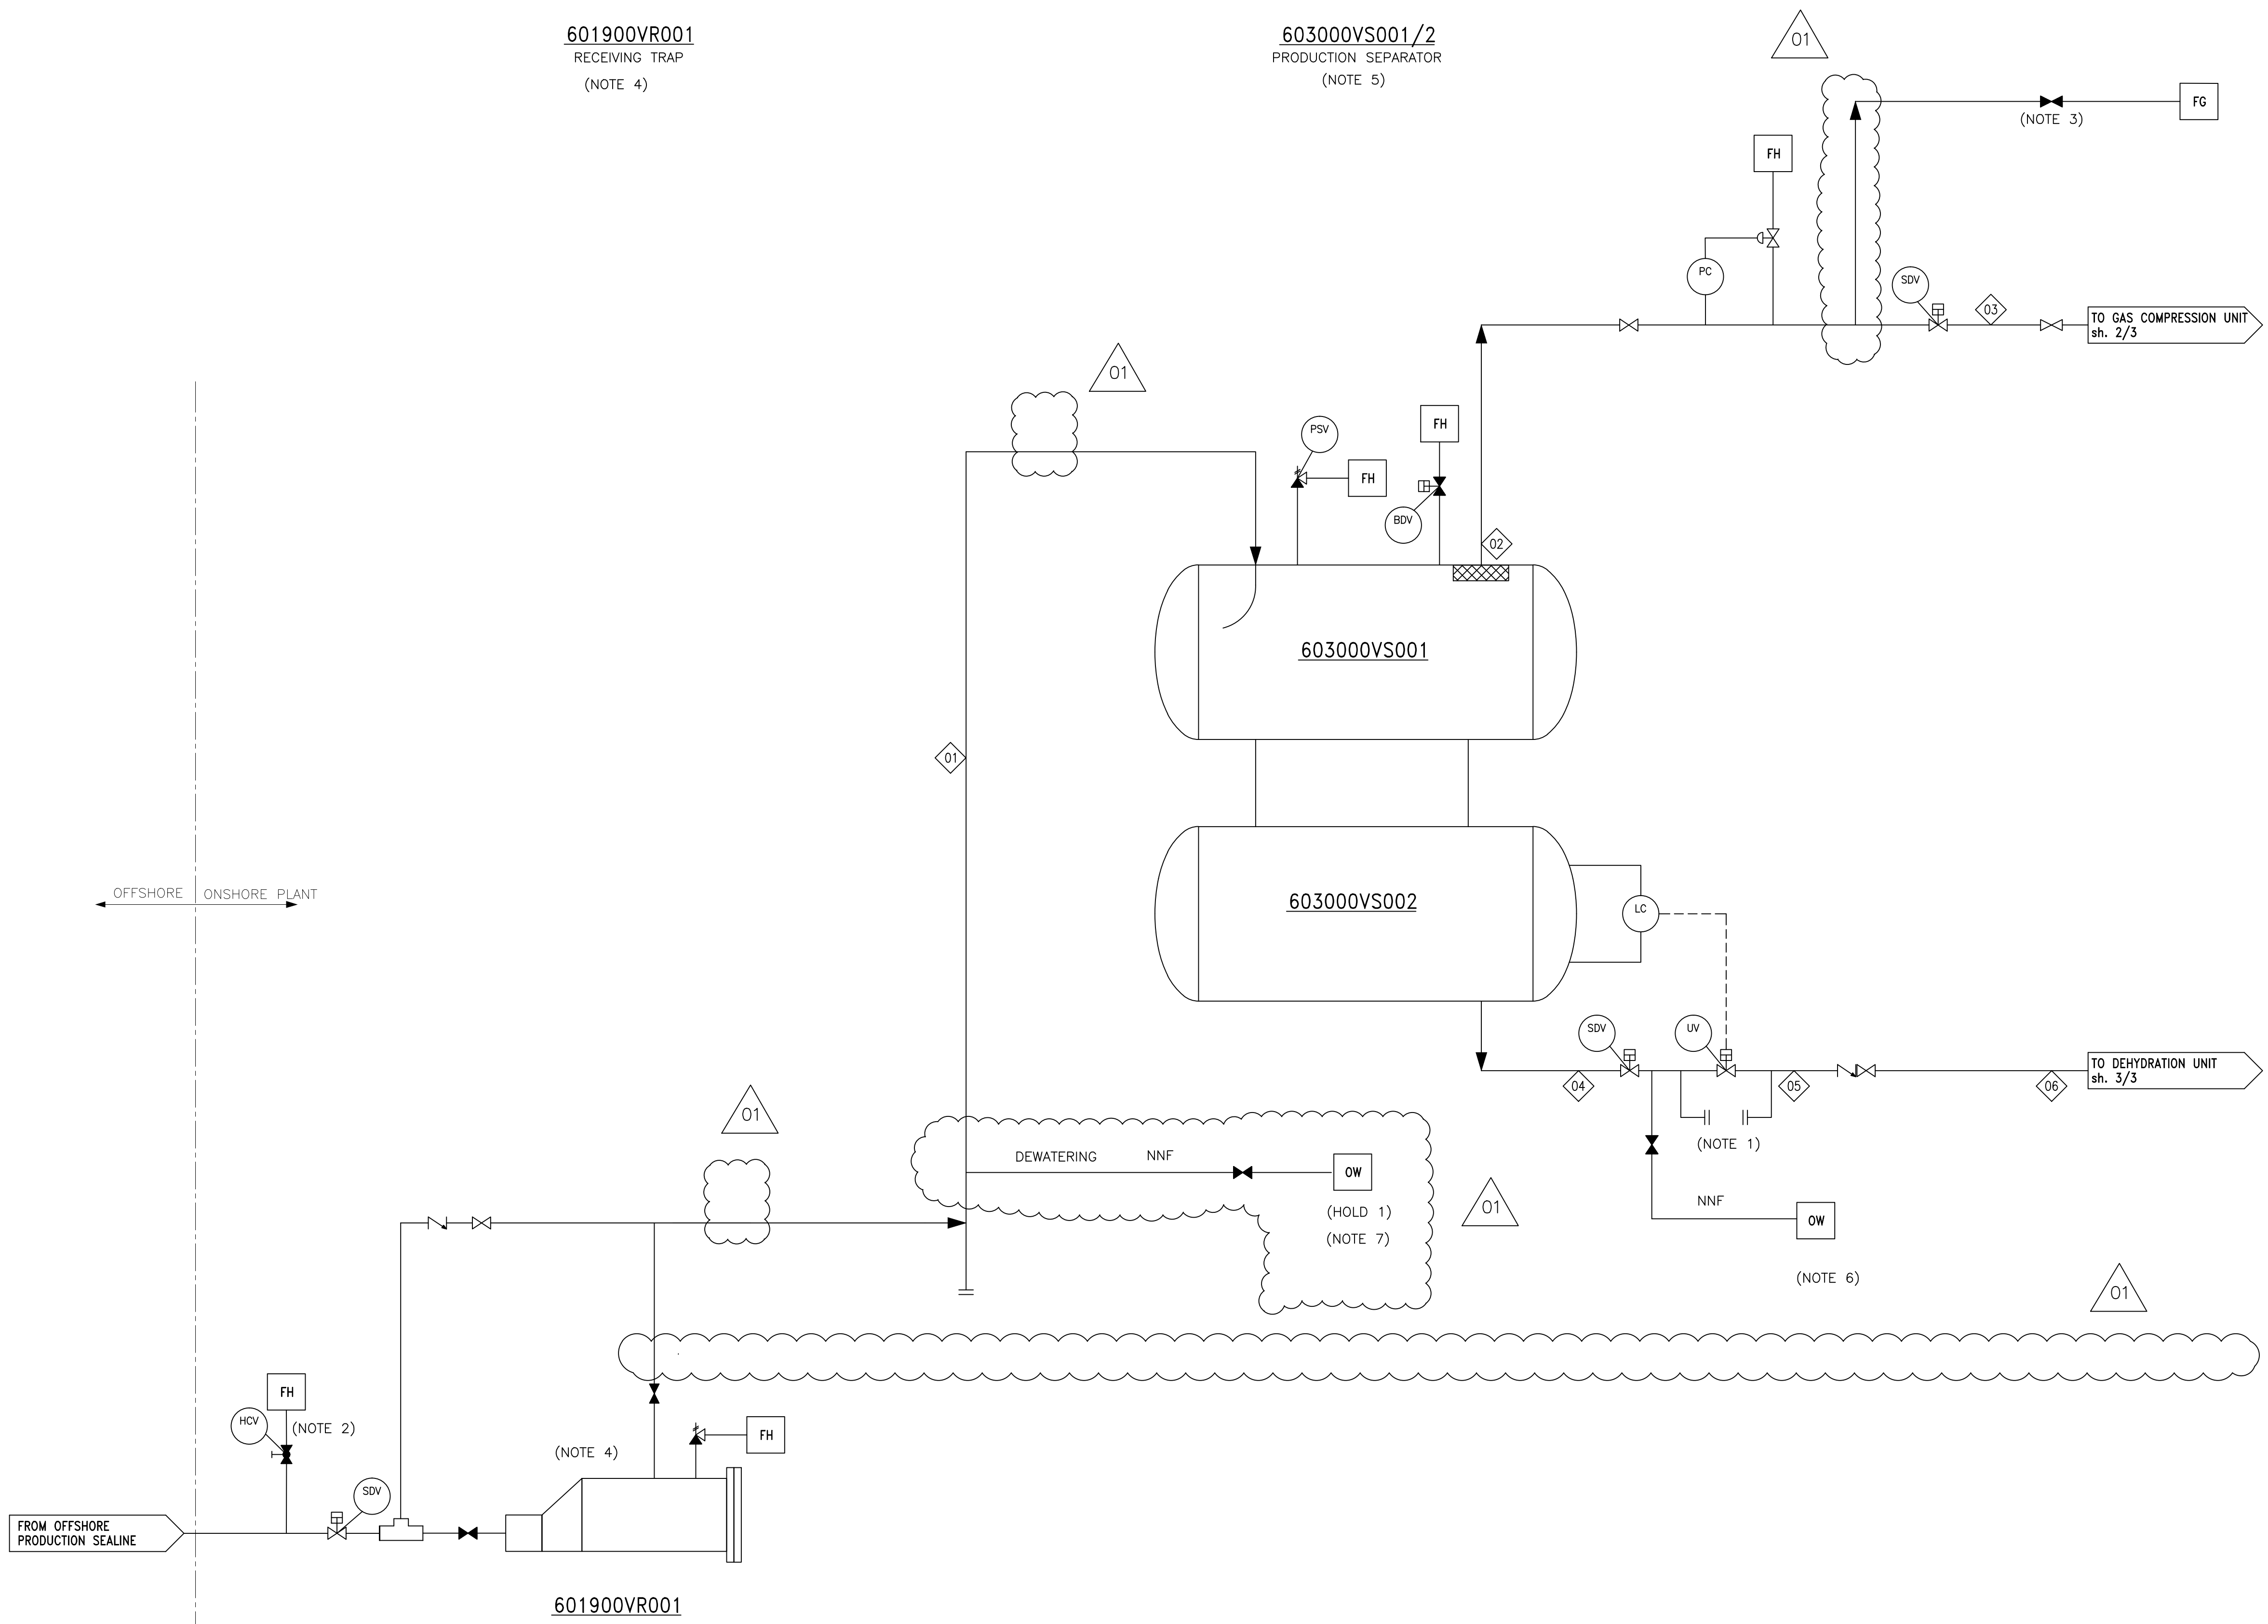 601900VR001
RECEIVING TRAP
(NOTE 4)
603000VS001/2
PRODUCTION SEPARATOR
(NOTE 5)
01
FG
(NOTE 3)
FH
PC
SDV
03
TO GAS COMPRESSION UNIT
sh. 2/3
01
PSV
FH
FH
BDV
02
603000VS001
01
OFFSHORE
ONSHORE PLANT
603000VS002
LC
SDV
UV
04
05
06
TO DEHYDRATION UNIT
sh. 3/3
(NOTE 1)
NNF
OW
(NOTE 6)
01
DEWATERING
NNF
OW
(HOLD 1)
(NOTE 7)
01
01
FH
HCV
(NOTE 2)
SDV
(NOTE 4)
FH
FROM OFFSHORE
PRODUCTION SEALINE
601900VR001